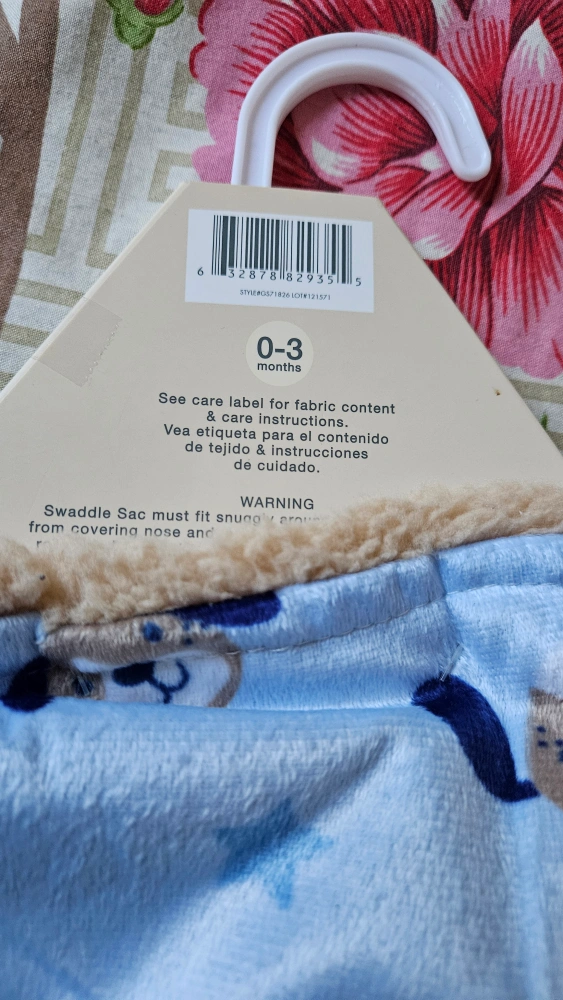 6 32878 82935 5
STYLE#GS71826 LOT#121571
0-3
months
See care label for fabric content
& care instructions.
Vea etiqueta para el contenido
de tejido & instrucciones
de cuidado.
WARNING
Swaddle Sac must fit snuggly around
from covering nose and